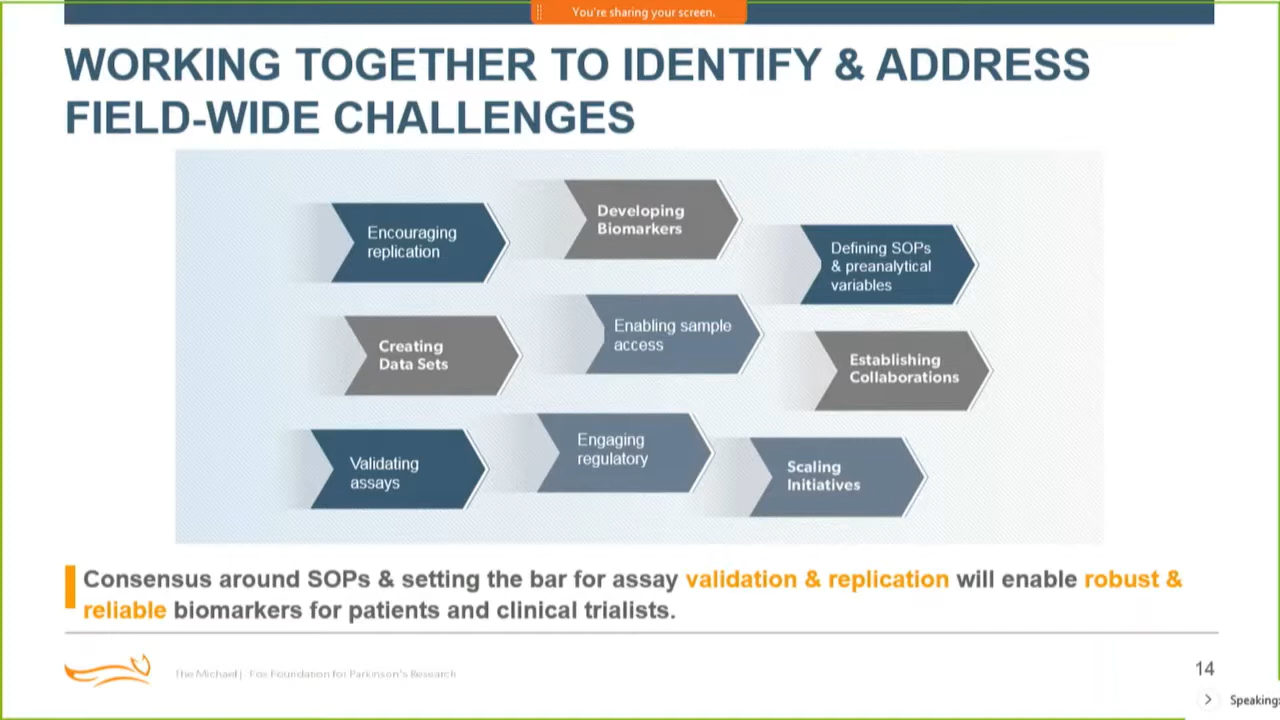 You're sharing your screen.
WORKING TOGETHER TO IDENTIFY & ADDRESS
FIELD-WIDE CHALLENGES
Encouraging
replication
Developing
Biomarkers
Defining SOPs
& preanalytical
variables
Creating
Data Sets
Enabling sample
access
Establishing
Collaborations
Validating
assays
Engaging
regulatory
Scaling
Initiatives
Consensus around SOPs & setting the bar for assay validation & replication will enable robust &
reliable biomarkers for patients and clinical trialists.
The Michael J. Fox Foundation for Parkinson's Research
14
Speaking: